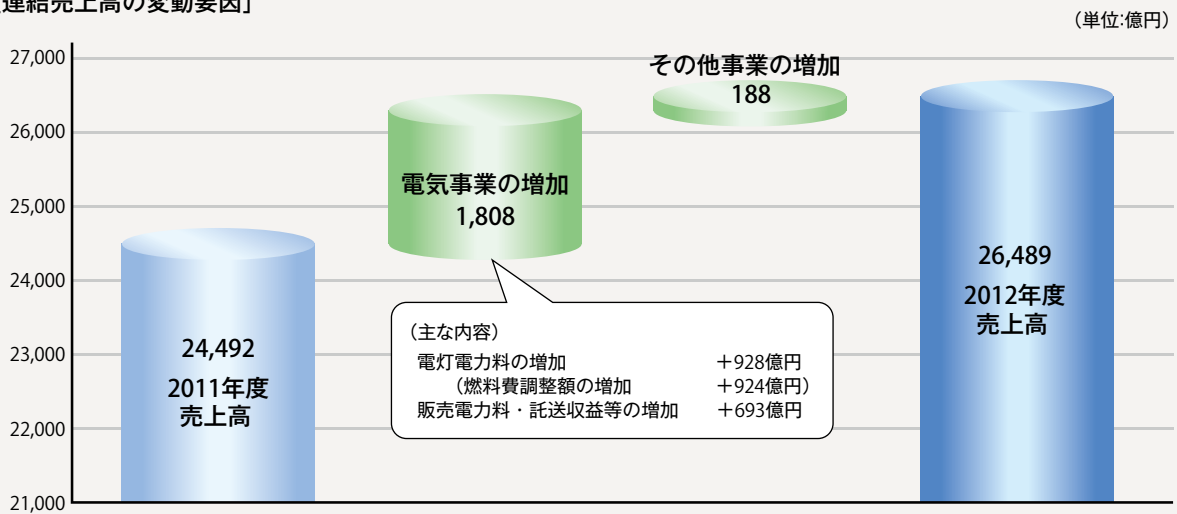 連結売上高の変動要因］
（単位:億円）
27,000
26,000
25,000
24,000
23,000
22,000
21,000
24,492
2011年度
売上高
電気事業の増加
1,808
その他事業の増加
188
26,489
2012年度
売上高
（主な内容）
電灯電力料の増加 ＋928億円
（燃料費調整額の増加 ＋924億円）
販売電力料・託送収益等の増加 ＋693億円